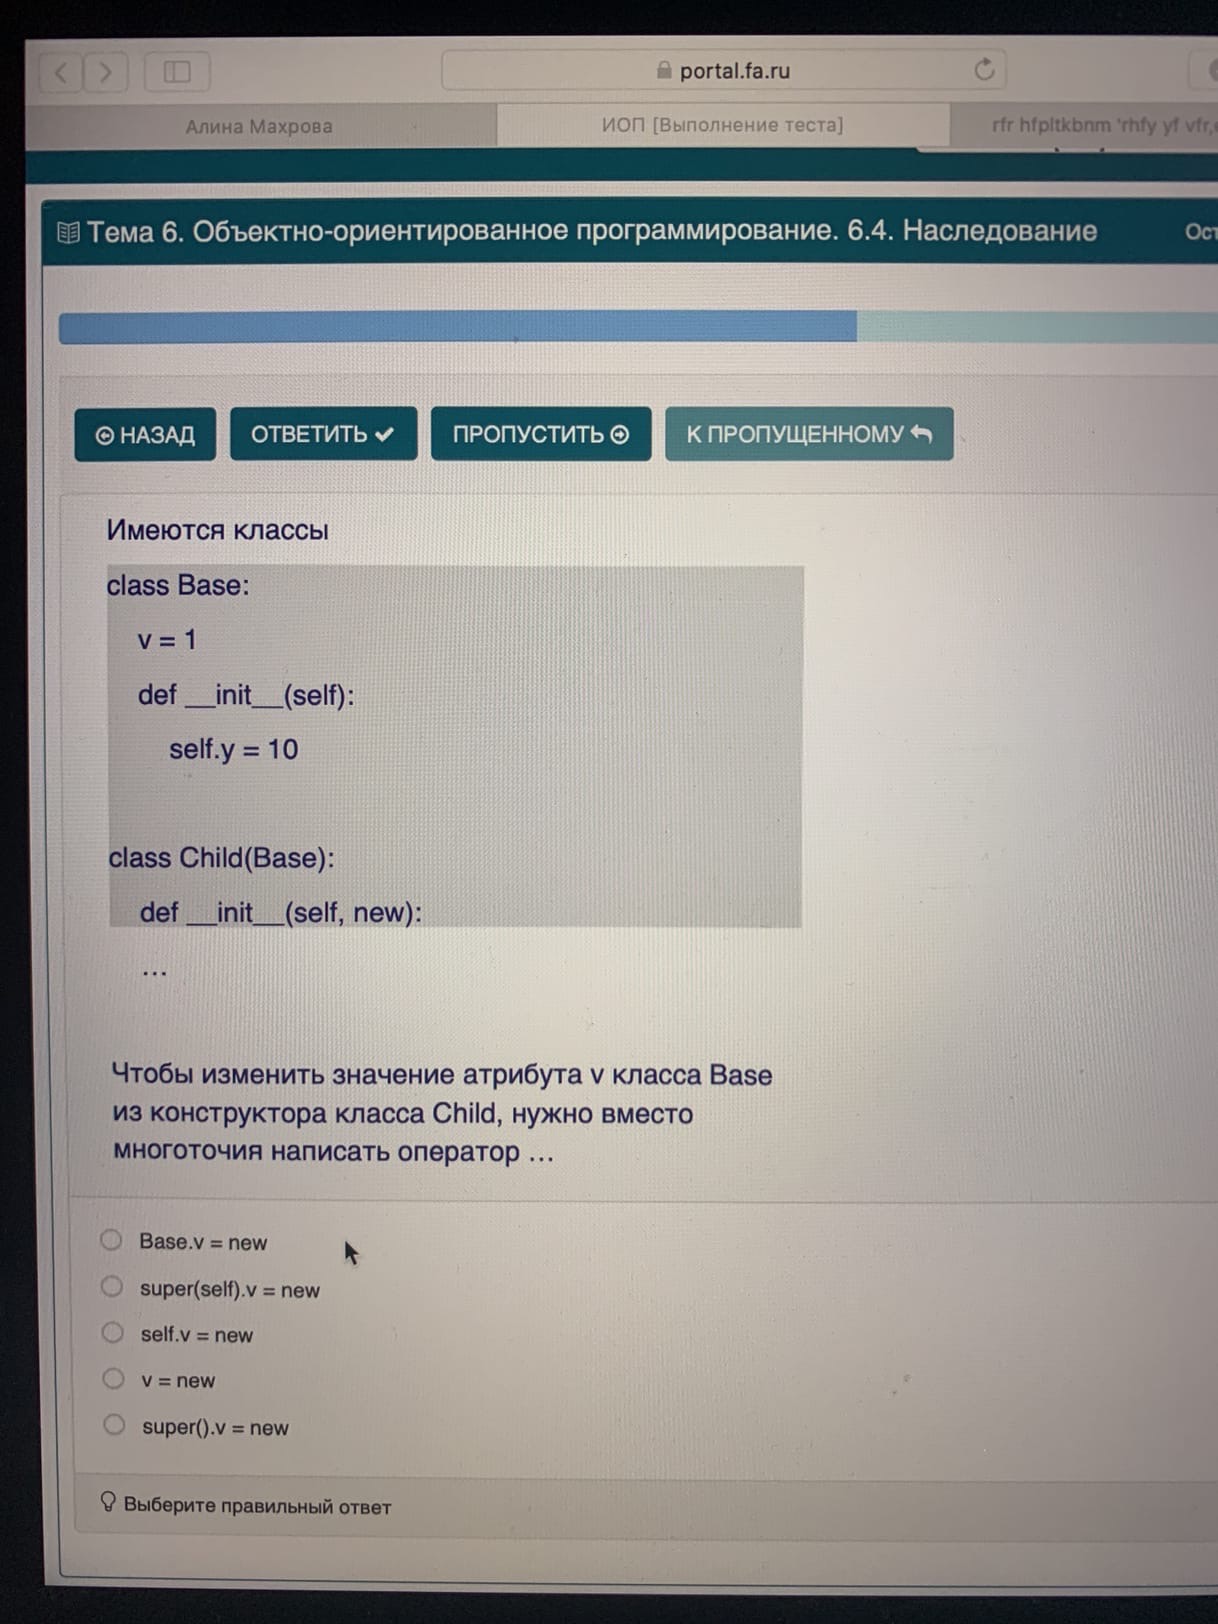 portal.fa.ru
Алина Махрова
ИОП [Выполнение теста]
rfr hfpltkbnm 'rhfy yf vfr,
Тема 6. Объектно-ориентированное программирование. 6.4. Наследование
Ост
НАЗАД
ОТВЕТИТЬ
ПРОПУСТИТЬ
К ПРОПУЩЕННОМУ
Имеются классы
class Base:
v = 1
def __init__(self):
self.y = 10
class Child(Base):
def __init__(self, new):
...
Чтобы изменить значение атрибута v класса Base
из конструктора класса Child, нужно вместо
многоточия написать оператор ...
Base.v = new
super(self).v = new
self.v = new
v = new
super().v = new
Выберите правильный ответ